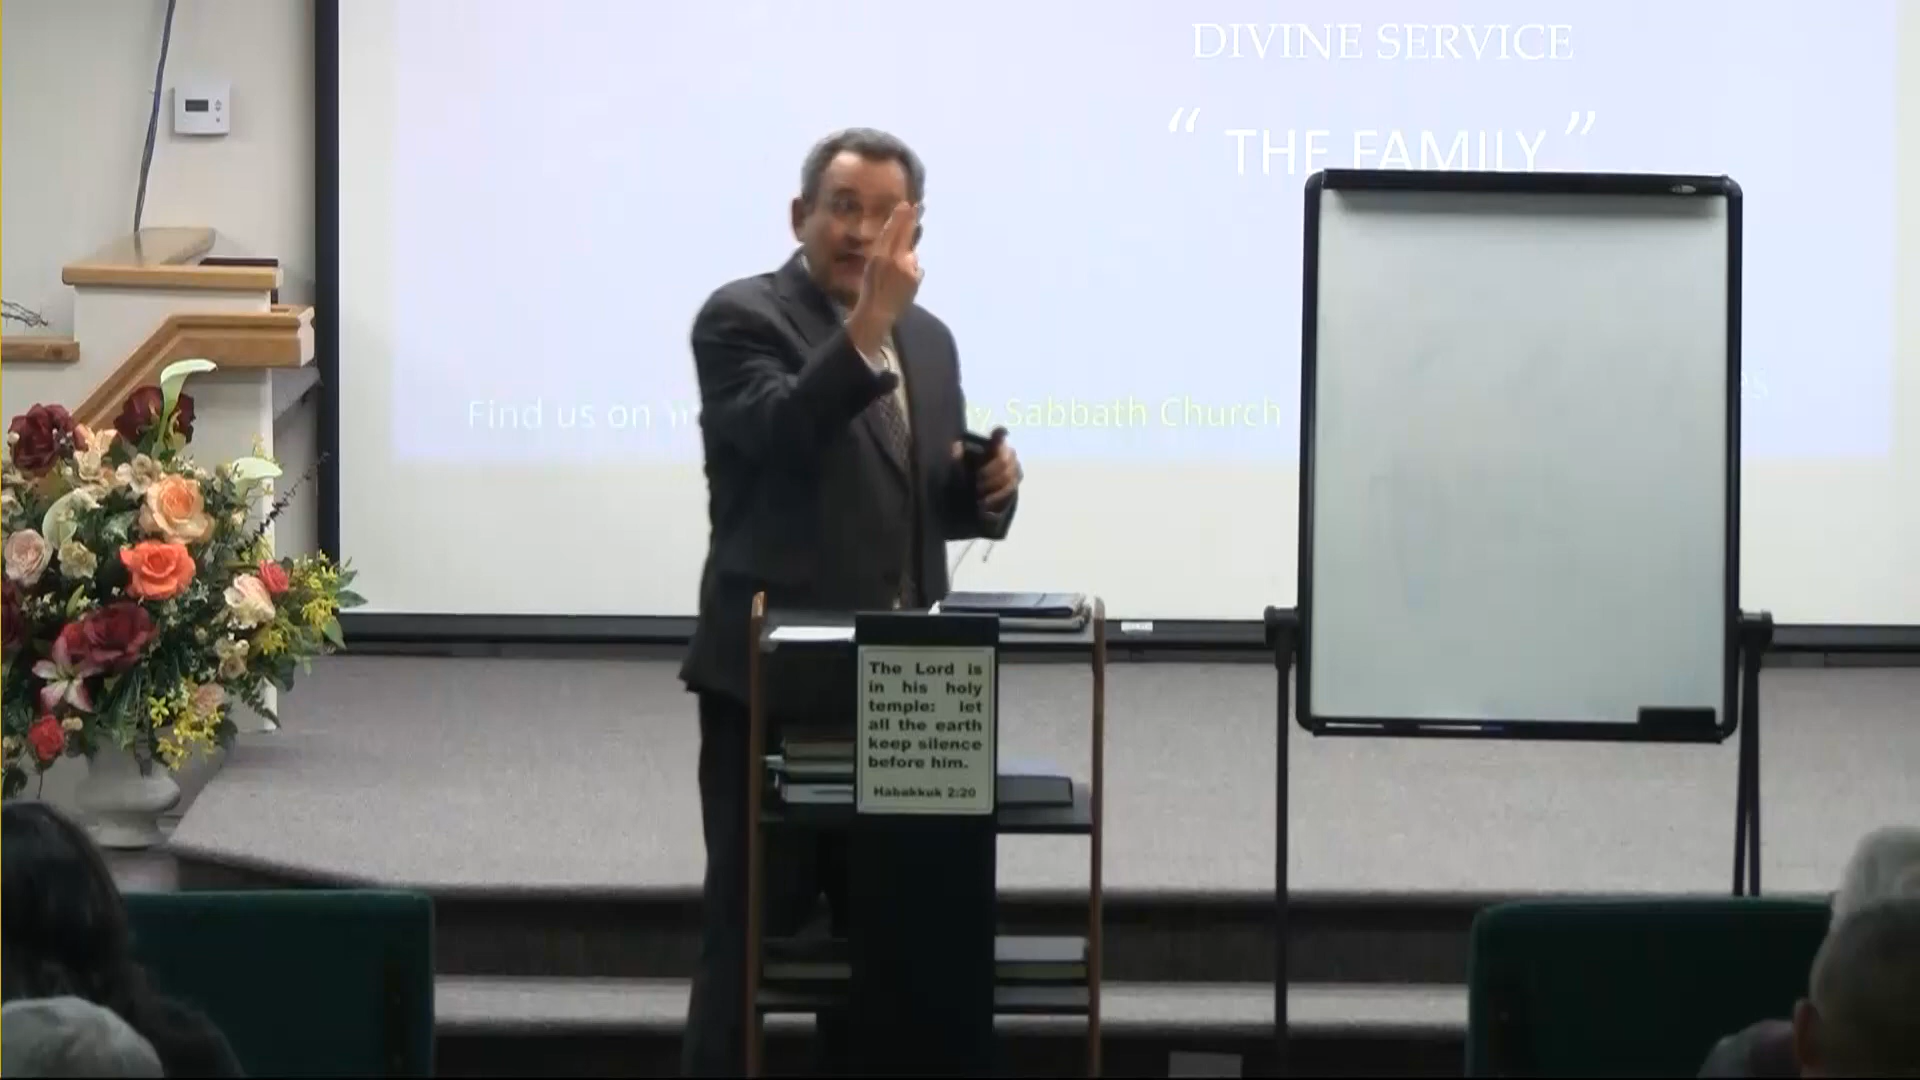 DIVINE SERVICE
“ THE FAMILY ”
Find us on Sabbath Church
The Lord is
in his holy
temple: let
all the earth
keep silence
before him.
Habakkuk 2:20